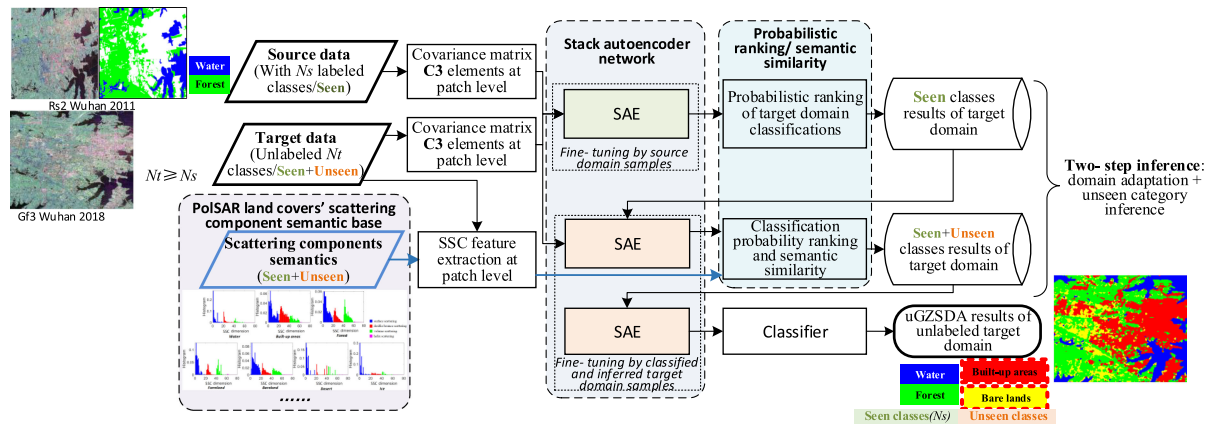 Water
Forest
Rs2 Wuhan 2011
Gf3 Wuhan 2018
Nt⩾Ns
Source data
(With Ns labeled
classes/Seen)
Target data
(Unlabeled Nt
classes/Seen+Unseen)
Covariance matrix
C3 elements at
patch level
Covariance matrix
C3 elements at
patch level
PolSAR land covers' scattering
component semantic base
Scattering components
semantics
(Seen+Unseen)
SSC feature
extraction at
patch level
Histogram
SSC dimension
Water
Built-up areas
Forest
Farmland
Bareland
Desert
Ice
......
Stack autoencoder
network
SAE
Fine- tuning by source
domain samples
SAE
SAE
Fine- tuning by classified
and inferred target
domain samples
Probabilistic
ranking/ semantic
similarity
Probabilistic ranking
of target domain
classifications
Classification
probability ranking
and semantic
similarity
Classifier
Seen classes
results of target
domain
Seen+Unseen
classes results of
target domain
uGZSDA results of
unlabeled target
domain
Two- step inference:
domain adaptation +
unseen category
inference
Water
Built-up areas
Forest
Bare lands
Seen classes(Ns)
Unseen classes